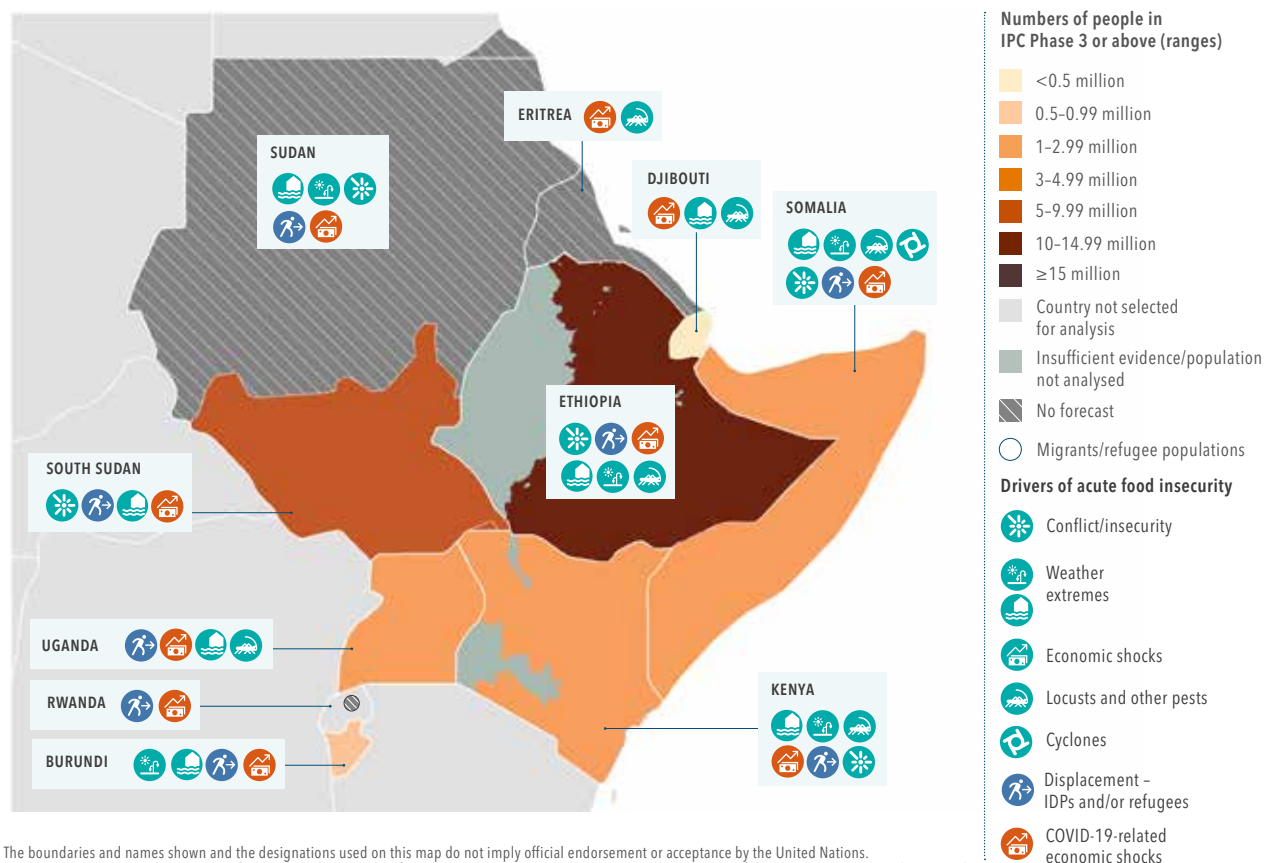 ERITREA
SUDAN
DJIBOUTI
SOMALIA
ETHIOPIA
SOUTH SUDAN
UGANDA
RWANDA
BURUNDI
KENYA
Numbers of people in
IPC Phase 3 or above (ranges)
<0.5 million
0.5–0.99 million
1–2.99 million
3–4.99 million
5–9.99 million
10–14.99 million
≥15 million
Country not selected
for analysis
Insufficient evidence/population
not analysed
No forecast
Migrants/refugee populations
Drivers of acute food insecurity
Conflict/insecurity
Weather
extremes
Economic shocks
Locusts and other pests
Cyclones
Displacement –
IDPs and/or refugees
COVID-19-related
economic shocks
The boundaries and names shown and the designations used on this map do not imply official endorsement or acceptance by the United Nations.